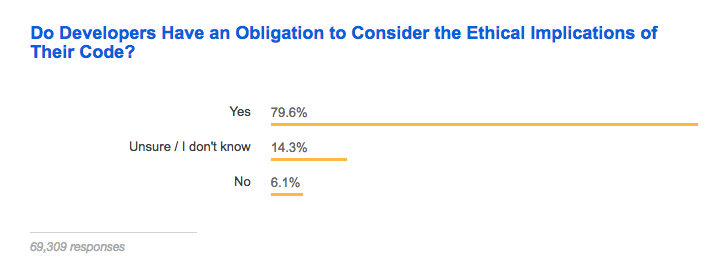 Do Developers Have an Obligation to Consider the Ethical Implications of
Their Code?
Yes 79.6%
Unsure / I don't know 14.3%
No 6.1%
69,309 responses